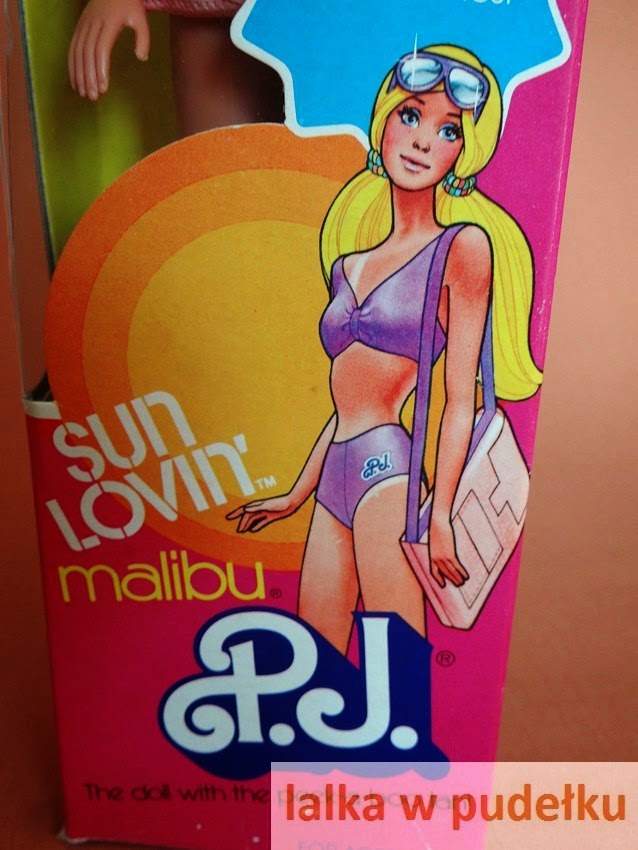 SUN
LOVIN'™
malibu®
P.J.
P.J.®
The doll with the
lalka w pudełku